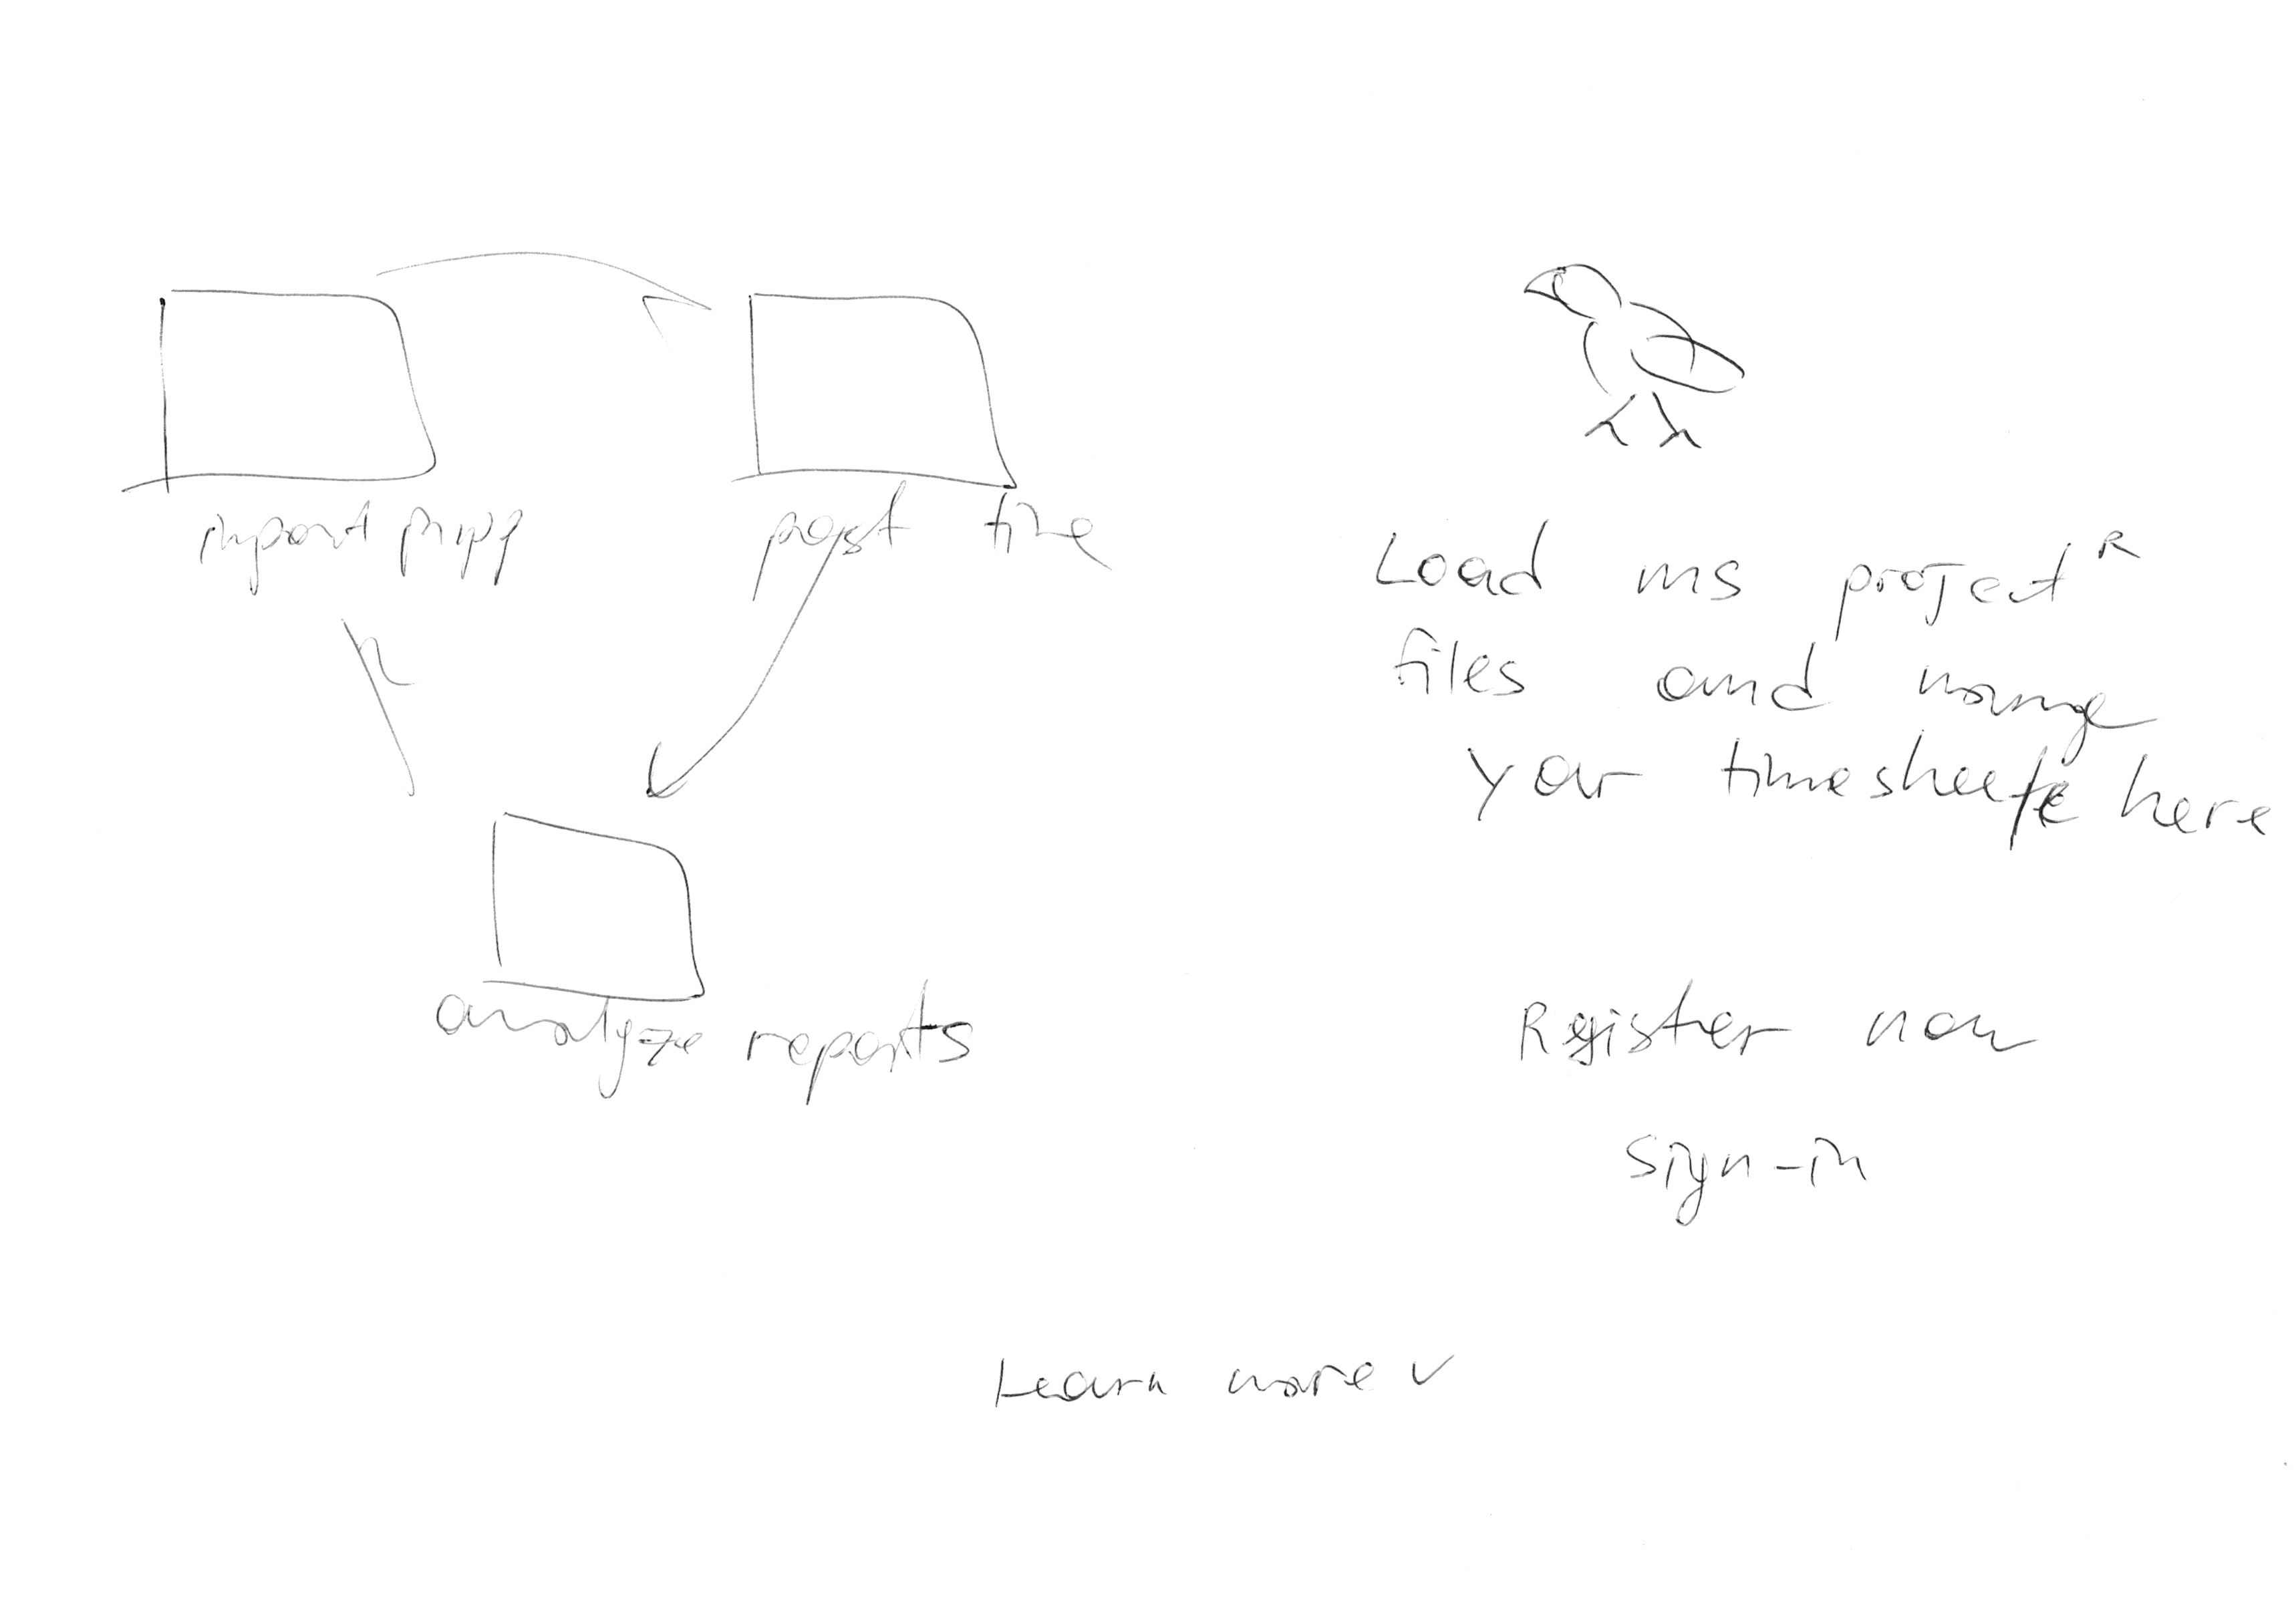 import mpp
post time
analyze reports
Load ms project R
files and manage
your timesheets here
Register now
Sign-in
Learn more